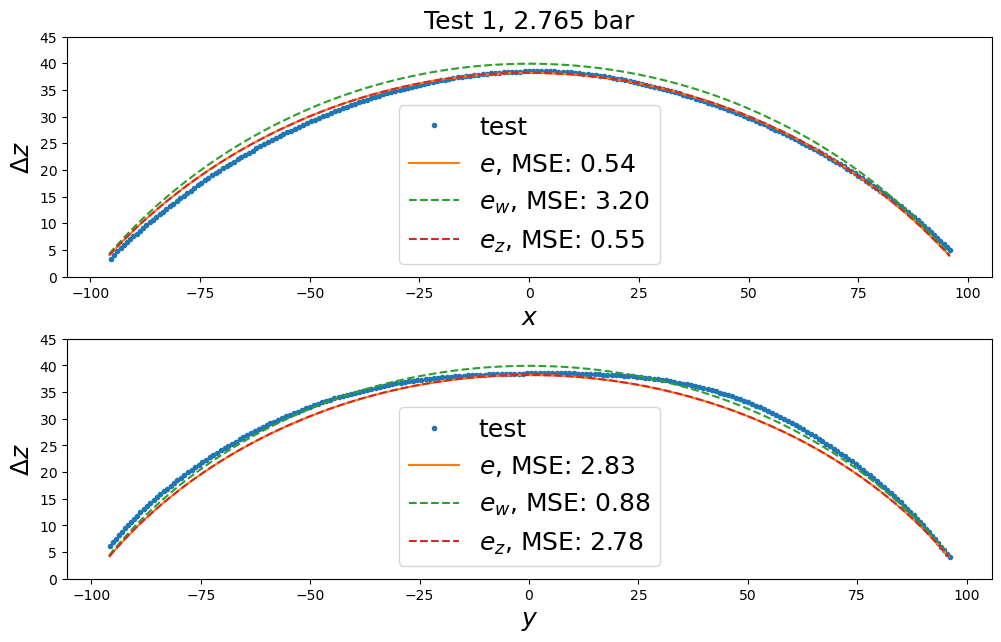 Test 1, 2.765 bar
45
40
35
30
25
20
15
10
5
0
Δz
test
e, MSE: 0.54
e_w, MSE: 3.20
e_z, MSE: 0.55
−100 −75 −50 −25 0 25 50 75 100
x
45
40
35
30
25
20
15
10
5
0
Δz
test
e, MSE: 2.83
e_w, MSE: 0.88
e_z, MSE: 2.78
−100 −75 −50 −25 0 25 50 75 100
y